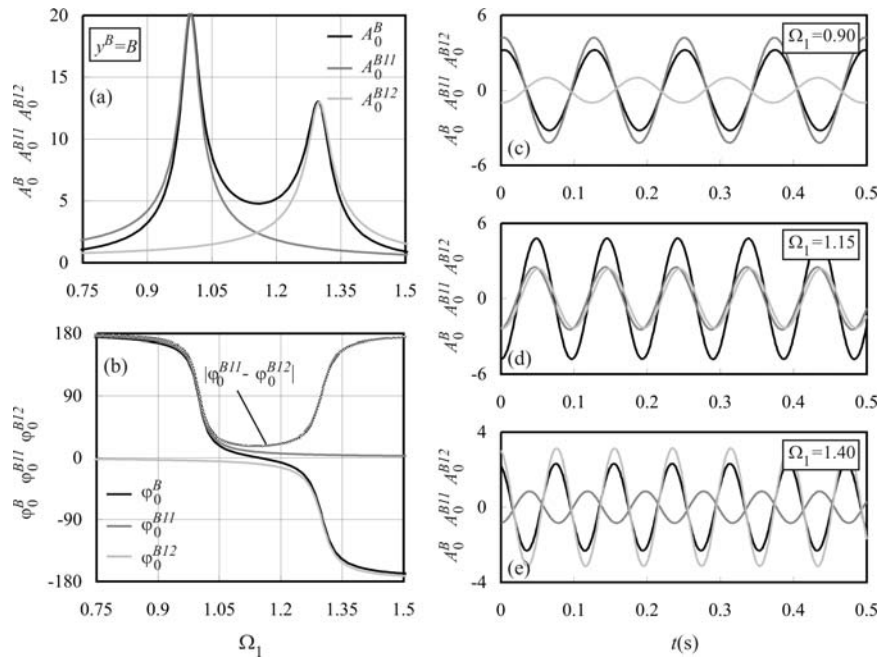 20
15
10
5
0
y^B=B
(a)
A_0^B
A_0^{B11}
A_0^{B12}
A_0^B A_0^{B11} A_0^{B12}
0.75 0.9 1.05 1.2 1.35 1.5
180
90
0
-90
-180
(b)
|φ_0^{B11} - φ_0^{B12}|
φ_0^B
φ_0^{B11}
φ_0^{B12}
φ_0^B φ_0^{B11} φ_0^{B12}
0.75 0.9 1.05 1.2 1.35 1.5
Ω_1
6
0
-6
A_0^B A_0^{B11} A_0^{B12}
Ω_1=0.90
(c)
0 0.1 0.2 0.3 0.4 0.5
6
0
-6
A_0^B A_0^{B11} A_0^{B12}
Ω_1=1.15
(d)
0 0.1 0.2 0.3 0.4 0.5
4
0
-4
A_0^B A_0^{B11} A_0^{B12}
Ω_1=1.40
(e)
0 0.1 0.2 0.3 0.4 0.5
t(s)